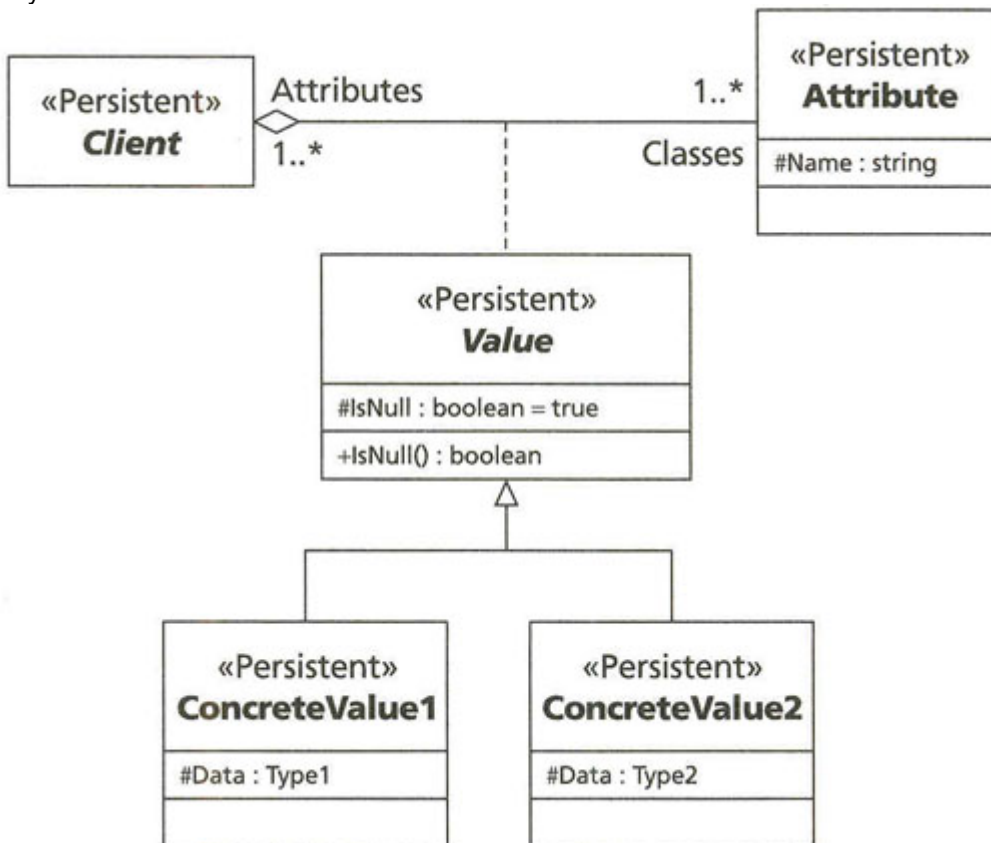 «Persistent»
Client
Attributes
1..*
1..*
Classes
«Persistent»
Attribute
#Name : string
«Persistent»
Value
#IsNull : boolean = true
+IsNull() : boolean
«Persistent»
ConcreteValue1
#Data : Type1
«Persistent»
ConcreteValue2
#Data : Type2